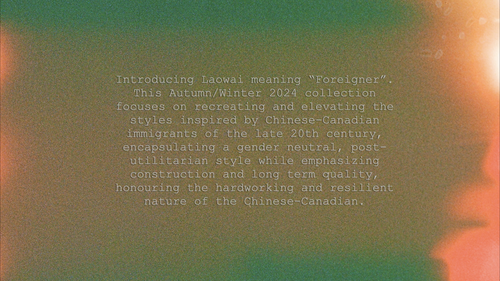 Introducing Laowai meaning “Foreigner”.
This Autumn/Winter 2024 collection
focuses on recreating and elevating the
styles inspired by Chinese-Canadian
immigrants of the late 20th century,
encapsulating a gender neutral, post-
utilitarian style while emphasizing
construction and long term quality,
honouring the hardworking and resilient
nature of the Chinese-Canadian.